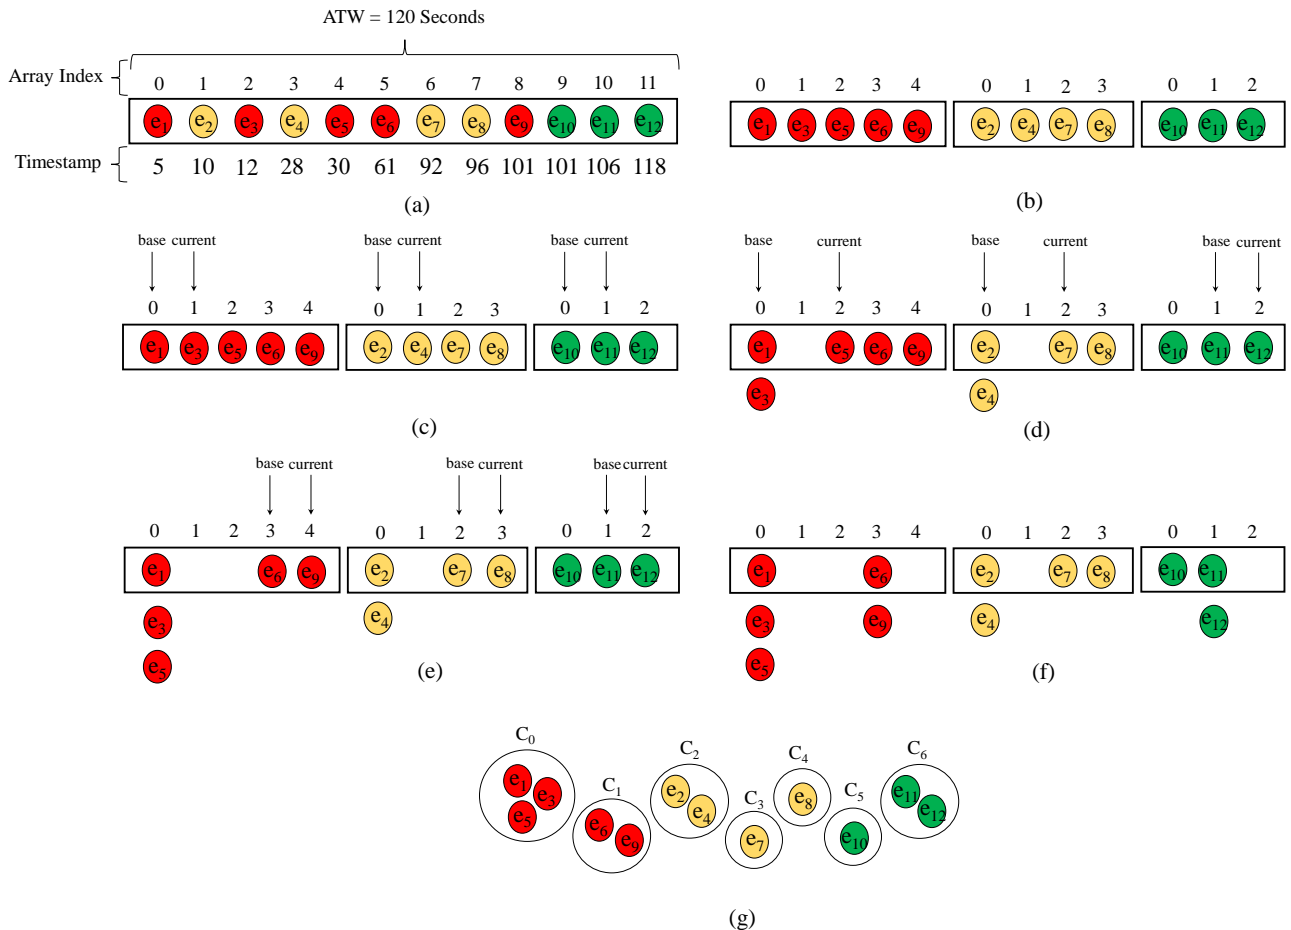 ATW = 120 Seconds
Array Index 0 1 2 3 4 5 6 7 8 9 10 11
e1 e2 e3 e4 e5 e6 e7 e8 e9 e10 e11 e12
Timestamp 5 10 12 28 30 61 92 96 101 101 106 118
(a)
0 1 2 3 4 0 1 2 3 0 1 2
e1 e3 e5 e6 e9 e2 e4 e7 e8 e10 e11 e12
(b)
base current base current base current
0 1 2 3 4 0 1 2 3 0 1 2
e1 e3 e5 e6 e9 e2 e4 e7 e8 e10 e11 e12
(c)
base current base current base current
0 1 2 3 4 0 1 2 3 0 1 2
e1 e5 e6 e9 e2 e7 e8 e10 e11 e12
e3 e4
(d)
base current base current base current
0 1 2 3 4 0 1 2 3 0 1 2
e1 e6 e9 e2 e7 e8 e10 e11 e12
e3 e4
e5
(e)
0 1 2 3 4 0 1 2 3 0 1 2
e1 e6 e2 e7 e8 e10 e11
e3 e9 e4 e12
e5
(f)
C0 C1 C2 C3 C4 C5 C6
e1 e3 e5 e6 e9 e2 e4 e7 e8 e10 e11 e12
(g)